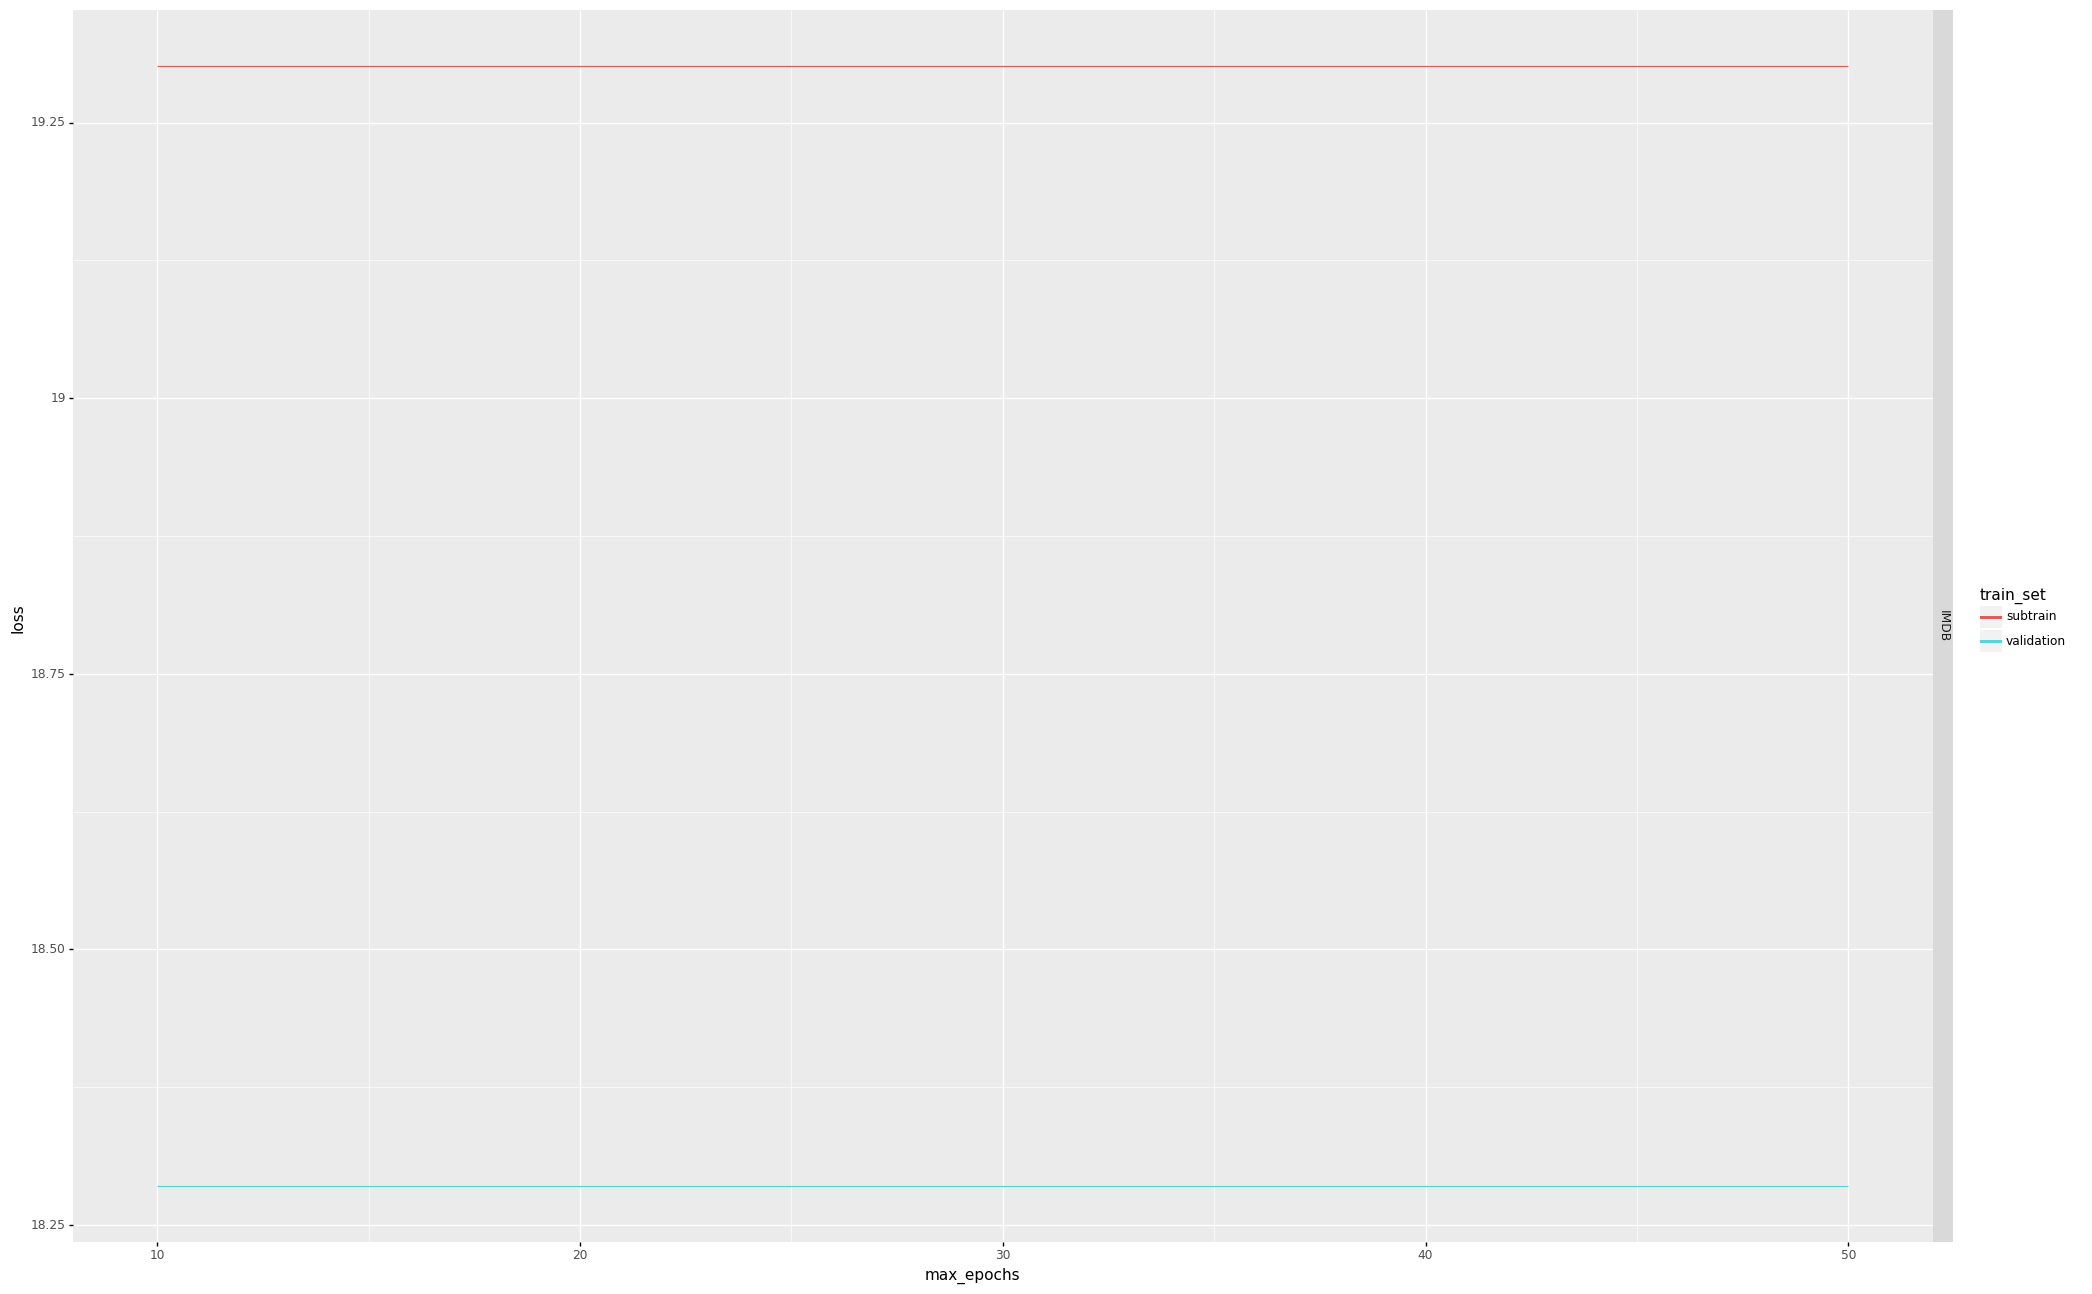 19.25
19
18.75
18.50
18.25
loss
10 20 30 40 50
max_epochs
IMDB
train_set
subtrain
validation